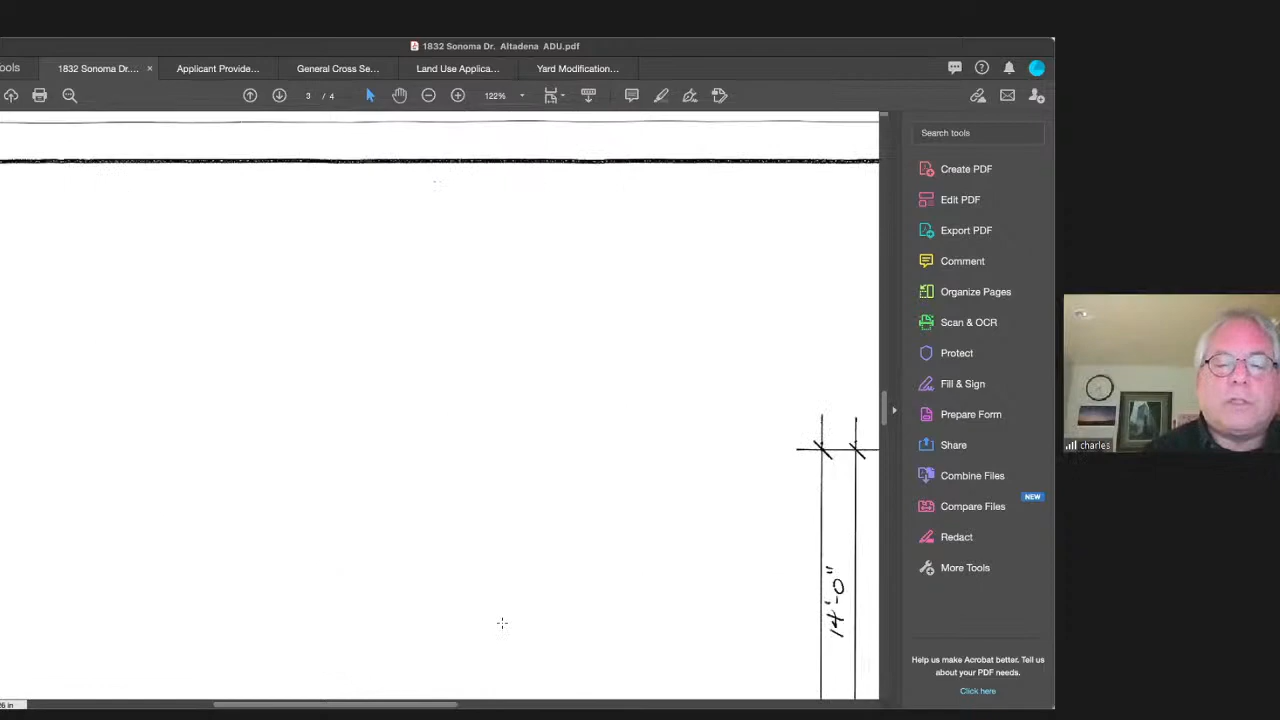 1832 Sonoma Dr. Altadena ADU.pdf
ols
1832 Sonoma Dr....
Applicant Provide...
General Cross Se...
Land Use Applica...
Yard Modification...
3 / 4
122%
Search tools
Create PDF
Edit PDF
Export PDF
Comment
Organize Pages
Scan & OCR
Protect
Fill & Sign
Prepare Form
Share
Combine Files
NEW
Compare Files
Redact
More Tools
14'-0"
charles
Help us make Acrobat better. Tell us
about your PDF needs.
Click here
26 in